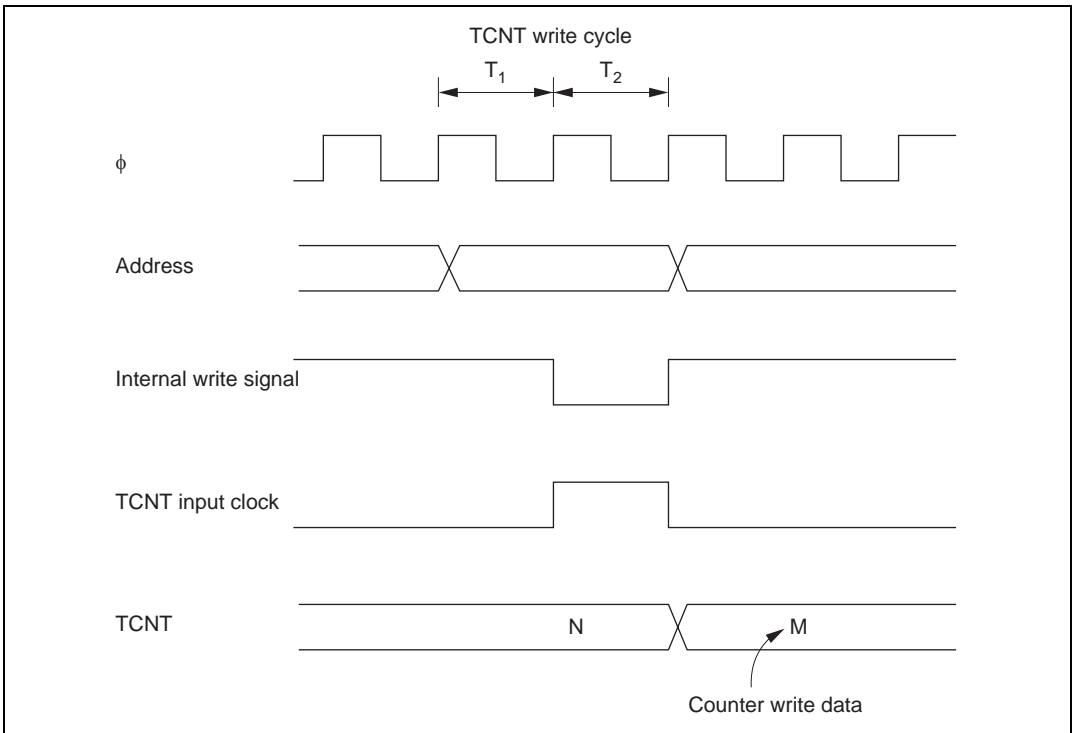 TCNT write cycle
T1 T2
ϕ
Address
Internal write signal
TCNT input clock
TCNT N M
Counter write data